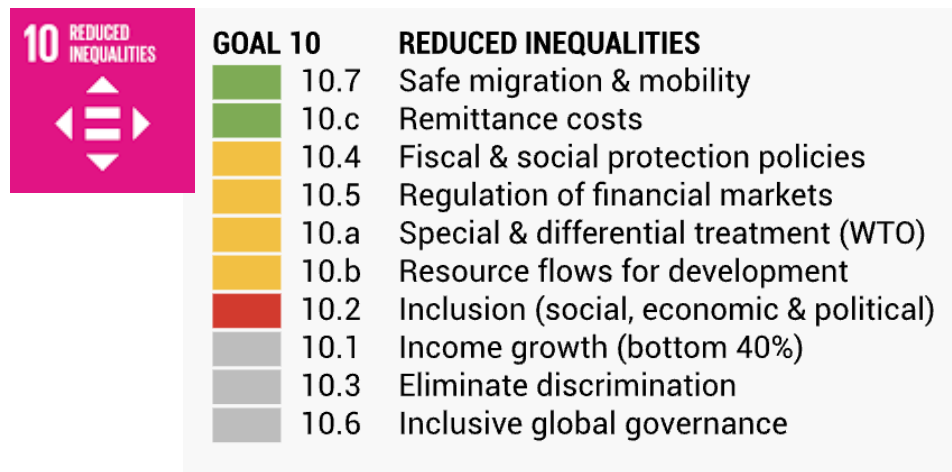 10 REDUCED
INEQUALITIES
GOAL 10 REDUCED INEQUALITIES
10.7 Safe migration & mobility
10.c Remittance costs
10.4 Fiscal & social protection policies
10.5 Regulation of financial markets
10.a Special & differential treatment (WTO)
10.b Resource flows for development
10.2 Inclusion (social, economic & political)
10.1 Income growth (bottom 40%)
10.3 Eliminate discrimination
10.6 Inclusive global governance